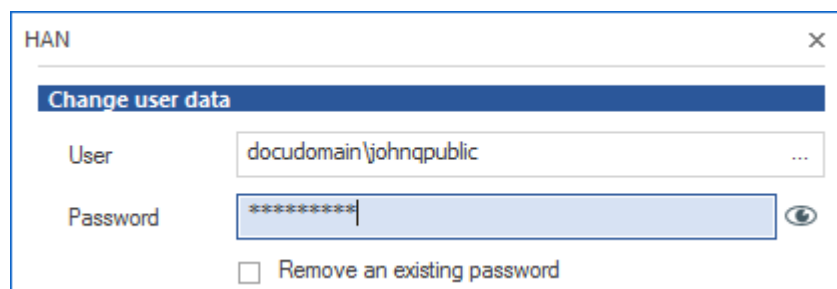 HAN
Change user data
User docudomain\johnqpublic ...
Password *********
Remove an existing password